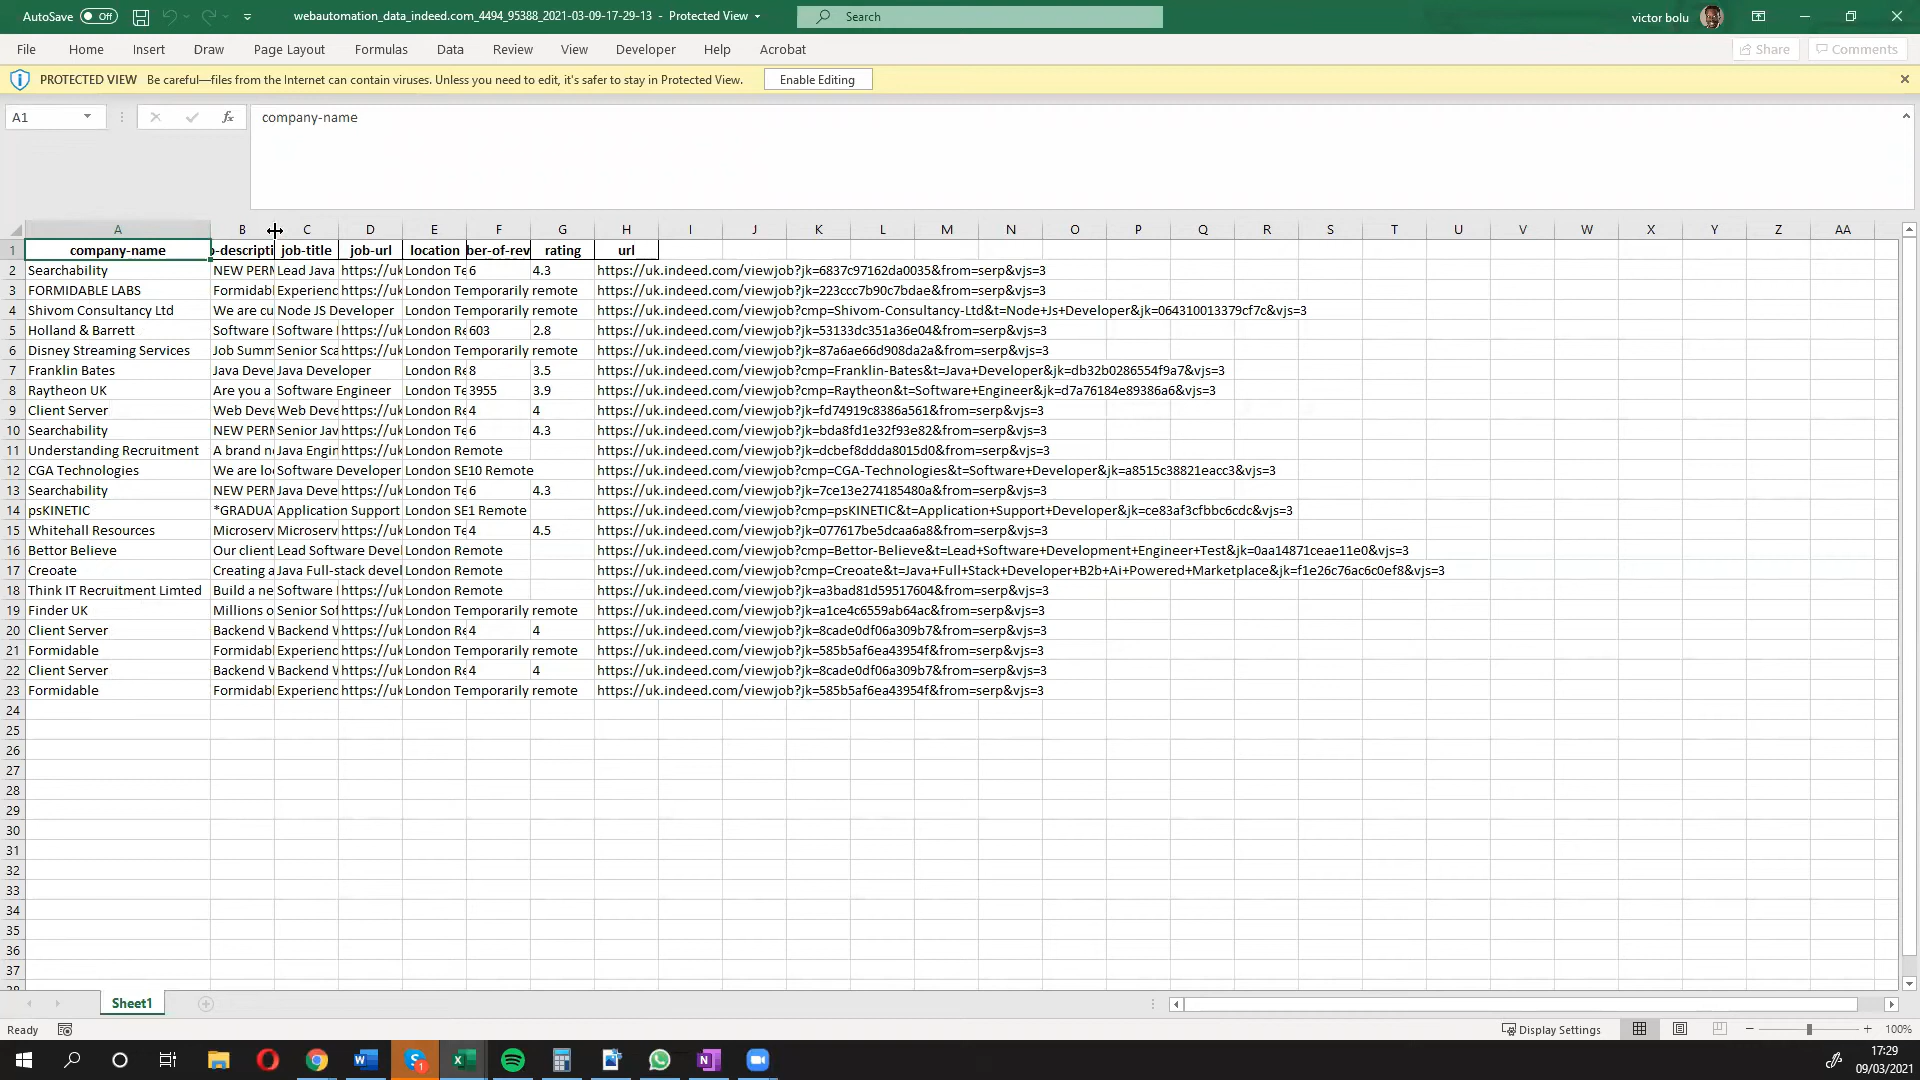 AutoSave Off webautomation_data_indeed.com_4494_95388_2021-03-09-17-29-13 - Protected View Search victor bolu
File Home Insert Draw Page Layout Formulas Data Review View Developer Help Acrobat Share Comments
PROTECTED VIEW Be careful—files from the Internet can contain viruses. Unless you need to edit, it's safer to stay in Protected View. Enable Editing
A1 fx company-name
A B C D E F G H I J K L M N O P Q R S T U V W X Y Z AA
1 company-name -descripti job-title job-url location ber-of-rev rating url
2 Searchability NEW PERM Lead Java https://uk London Te 6 4.3 https://uk.indeed.com/viewjob?jk=6837c97162da0035&from=serp&vjs=3
3 FORMIDABLE LABS Formidabl Experienc https://uk London Temporarily remote https://uk.indeed.com/viewjob?jk=223ccc7b90c7bdae&from=serp&vjs=3
4 Shivom Consultancy Ltd We are cu Node JS Developer London Temporarily remote https://uk.indeed.com/viewjob?cmp=Shivom-Consultancy-Ltd&t=Node+Js+Developer&jk=064310013379cf7c&vjs=3
5 Holland & Barrett Software Software https://uk London Re 603 2.8 https://uk.indeed.com/viewjob?jk=53133dc351a36e04&from=serp&vjs=3
6 Disney Streaming Services Job Summ Senior Sca https://uk London Temporarily remote https://uk.indeed.com/viewjob?jk=87a6ae66d908da2a&from=serp&vjs=3
7 Franklin Bates Java Deve Java Developer London Re 8 3.5 https://uk.indeed.com/viewjob?cmp=Franklin-Bates&t=Java+Developer&jk=db32b0286554f9a7&vjs=3
8 Raytheon UK Are you a Software Engineer London Te 3955 3.9 https://uk.indeed.com/viewjob?cmp=Raytheon&t=Software+Engineer&jk=d7a76184e89386a6&vjs=3
9 Client Server Web Deve Web Deve https://uk London Re 4 4 https://uk.indeed.com/viewjob?jk=fd74919c8386a561&from=serp&vjs=3
10 Searchability NEW PERM Senior Jav https://uk London Te 6 4.3 https://uk.indeed.com/viewjob?jk=bda8fd1e32f93e82&from=serp&vjs=3
11 Understanding Recruitment A brand n Java Engin https://uk London Remote https://uk.indeed.com/viewjob?jk=dcbef8ddda8015d0&from=serp&vjs=3
12 CGA Technologies We are lo Software Developer London SE10 Remote https://uk.indeed.com/viewjob?cmp=CGA-Technologies&t=Software+Developer&jk=a8515c38821eacc3&vjs=3
13 Searchability NEW PERM Java Deve https://uk London Te 6 4.3 https://uk.indeed.com/viewjob?jk=7ce13e274185480a&from=serp&vjs=3
14 psKINETIC *GRADUA Application Support London SE1 Remote https://uk.indeed.com/viewjob?cmp=psKINETIC&t=Application+Support+Developer&jk=ce83af3cfbbc6cdc&vjs=3
15 Whitehall Resources Microserv Microserv https://uk London Te 4 4.5 https://uk.indeed.com/viewjob?jk=077617be5dcaa6a8&from=serp&vjs=3
16 Bettor Believe Our client Lead Software Devel London Remote https://uk.indeed.com/viewjob?cmp=Bettor-Believe&t=Lead+Software+Development+Engineer+Test&jk=0aa14871ceae11e0&vjs=3
17 Creoate Creating a Java Full-stack devel London Remote https://uk.indeed.com/viewjob?cmp=Creoate&t=Java+Full+Stack+Developer+B2b+Ai+Powered+Marketplace&jk=f1e26c76ac6c0ef8&vjs=3
18 Think IT Recruitment Limted Build a ne Software https://uk London Remote https://uk.indeed.com/viewjob?jk=a3bad81d59517604&from=serp&vjs=3
19 Finder UK Millions o Senior Sof https://uk London Temporarily remote https://uk.indeed.com/viewjob?jk=a1ce4c6559ab64ac&from=serp&vjs=3
20 Client Server Backend W Backend W https://uk London Re 4 4 https://uk.indeed.com/viewjob?jk=8cade0df06a309b7&from=serp&vjs=3
21 Formidable Formidabl Experienc https://uk London Temporarily remote https://uk.indeed.com/viewjob?jk=585b5af6ea43954f&from=serp&vjs=3
22 Client Server Backend W Backend W https://uk London Re 4 4 https://uk.indeed.com/viewjob?jk=8cade0df06a309b7&from=serp&vjs=3
23 Formidable Formidabl Experienc https://uk London Temporarily remote https://uk.indeed.com/viewjob?jk=585b5af6ea43954f&from=serp&vjs=3
24
25
26
27
28
29
30
31
32
33
34
35
36
37
38
Sheet1
Ready Display Settings 100%
17:29
09/03/2021